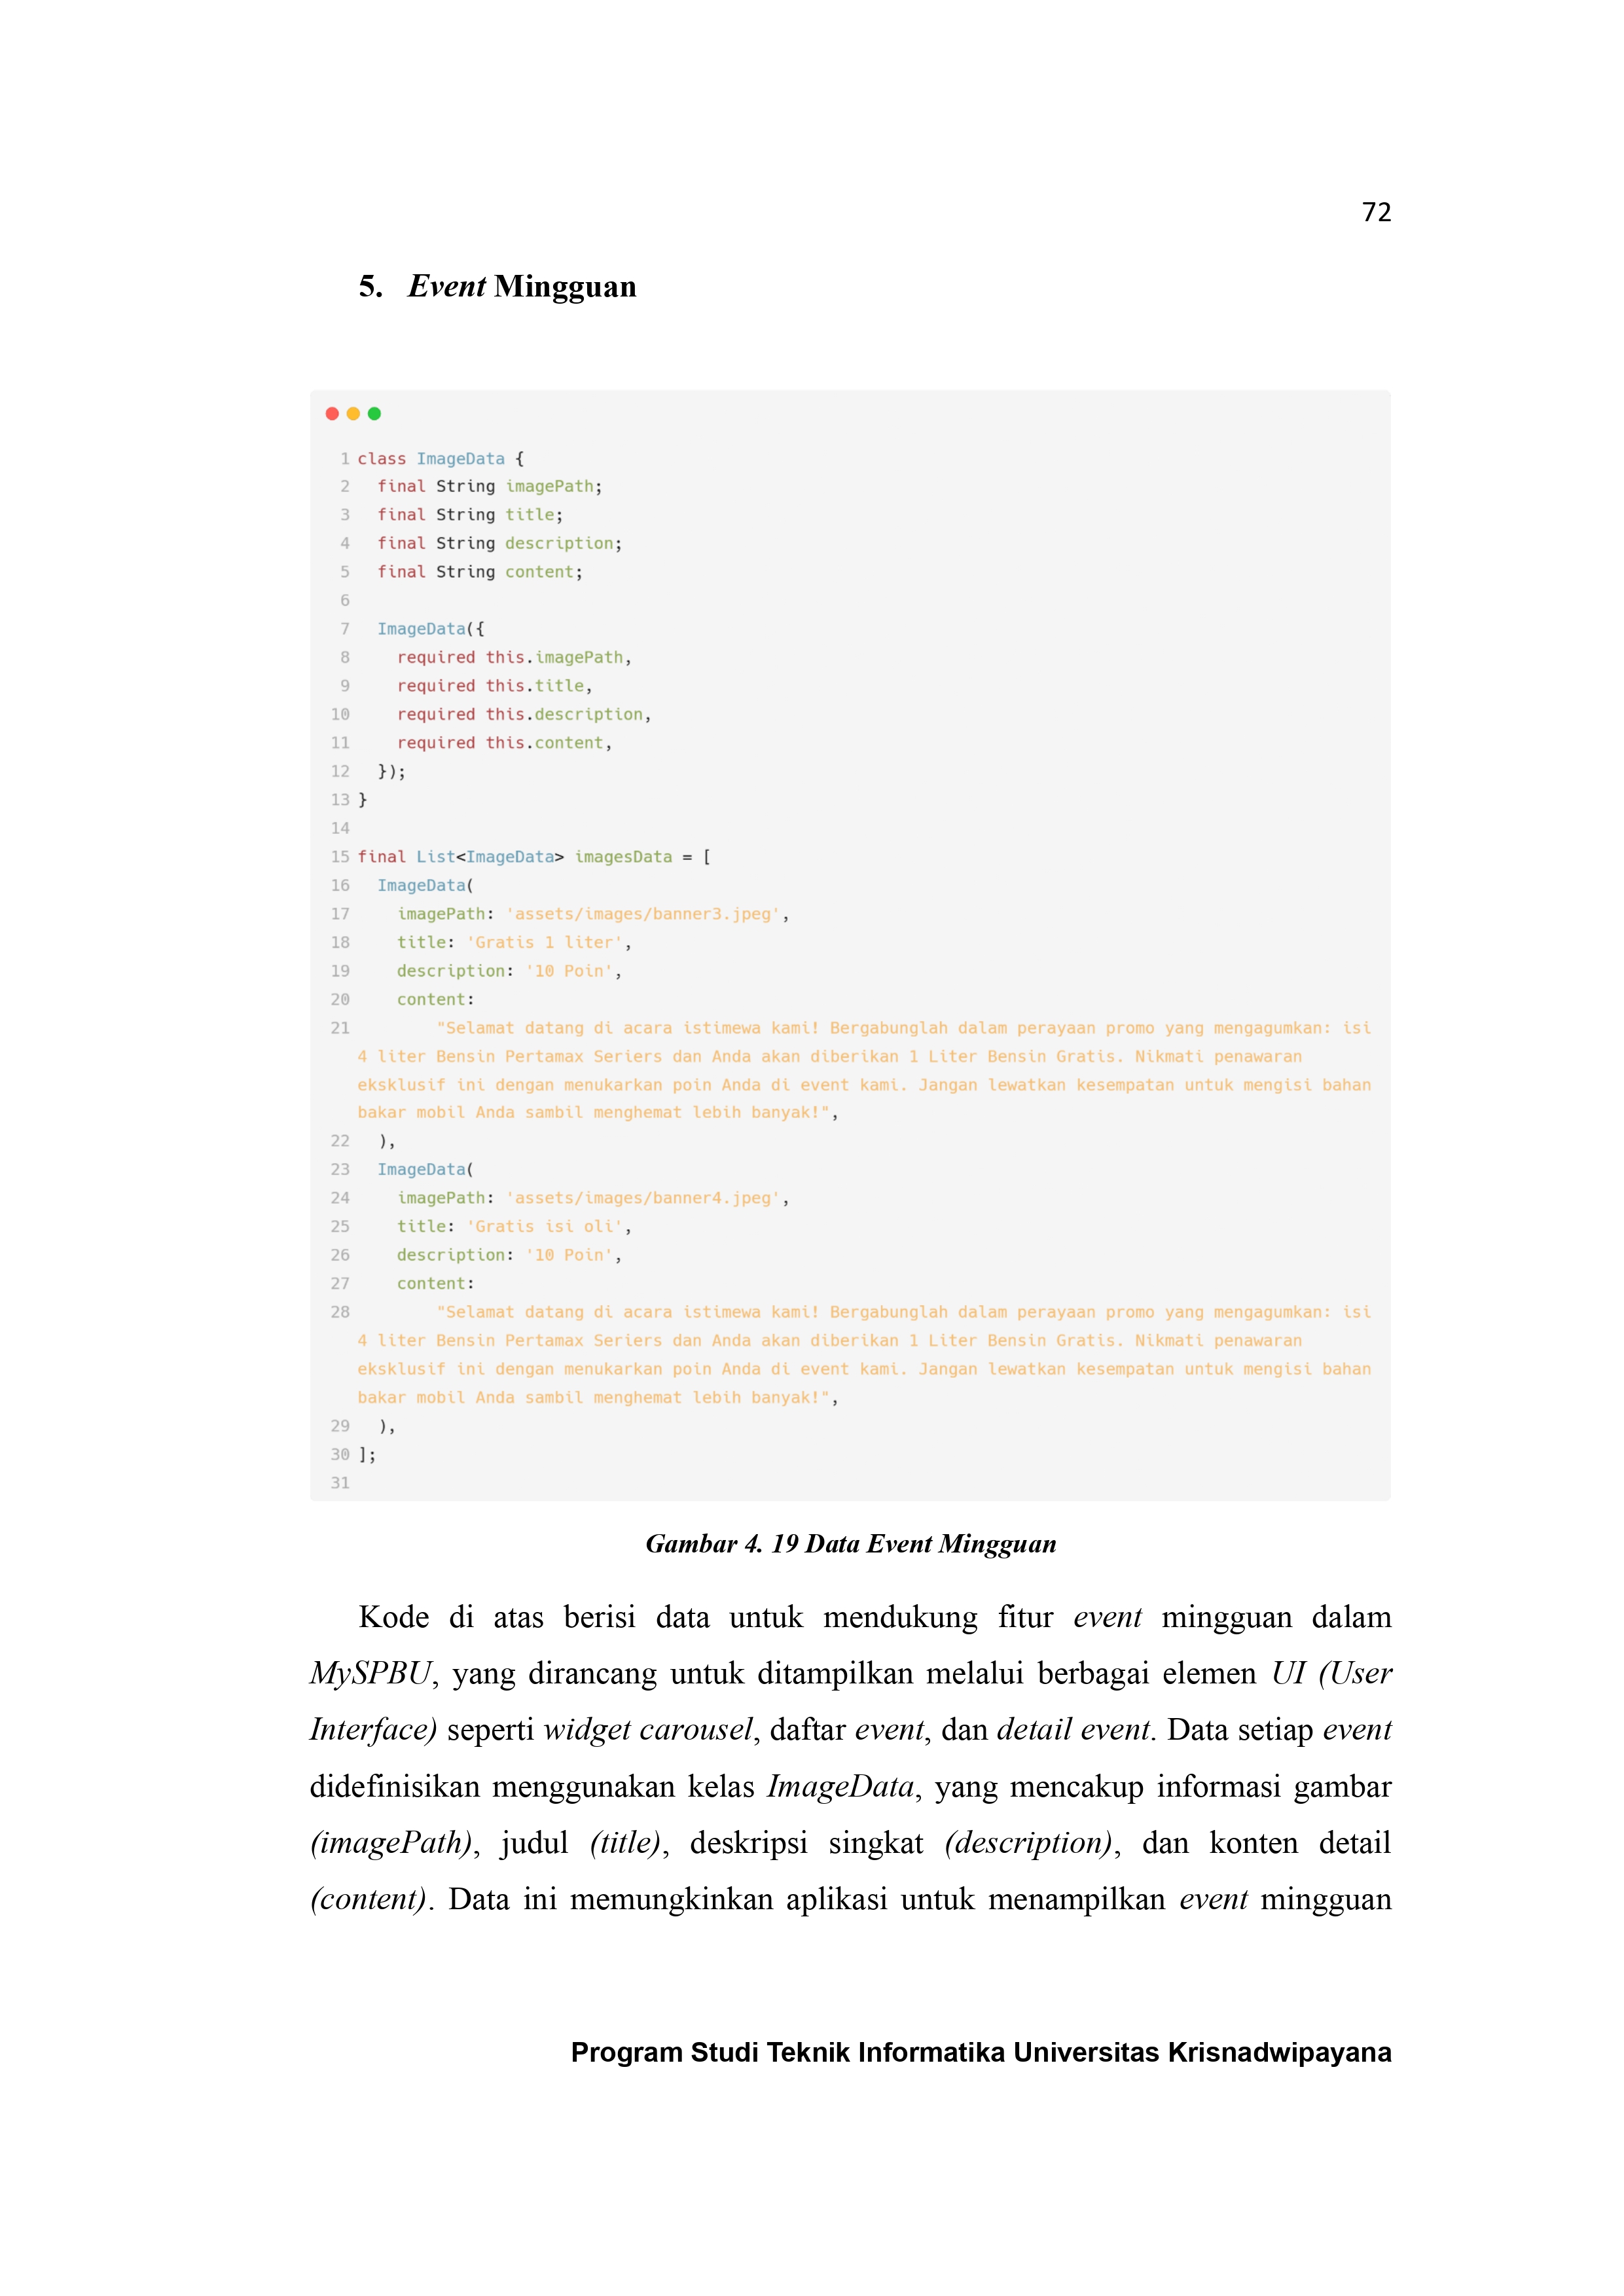 72
5. Event Mingguan
1 class ImageData {
2   final String imagePath;
3   final String title;
4   final String description;
5   final String content;
6
7   ImageData({
8     required this.imagePath,
9     required this.title,
10     required this.description,
11     required this.content,
12   });
13 }
14
15 final List<ImageData> imagesData = [
16   ImageData(
17     imagePath: 'assets/images/banner3.jpeg',
18     title: 'Gratis 1 liter',
19     description: '10 Poin',
20     content:
21         "Selamat datang di acara istimewa kami! Bergabunglah dalam perayaan promo yang mengagumkan: isi
4 liter Bensin Pertamax Seriers dan Anda akan diberikan 1 Liter Bensin Gratis. Nikmati penawaran
eksklusif ini dengan menukarkan poin Anda di event kami. Jangan lewatkan kesempatan untuk mengisi bahan
bakar mobil Anda sambil menghemat lebih banyak!",
22   ),
23   ImageData(
24     imagePath: 'assets/images/banner4.jpeg',
25     title: 'Gratis isi oli',
26     description: '10 Poin',
27     content:
28         "Selamat datang di acara istimewa kami! Bergabunglah dalam perayaan promo yang mengagumkan: isi
4 liter Bensin Pertamax Seriers dan Anda akan diberikan 1 Liter Bensin Gratis. Nikmati penawaran
eksklusif ini dengan menukarkan poin Anda di event kami. Jangan lewatkan kesempatan untuk mengisi bahan
bakar mobil Anda sambil menghemat lebih banyak!",
29   ),
30 ];
31
Gambar 4. 19 Data Event Mingguan
Kode di atas berisi data untuk mendukung fitur event mingguan dalam
MySPBU, yang dirancang untuk ditampilkan melalui berbagai elemen UI (User
Interface) seperti widget carousel, daftar event, dan detail event. Data setiap event
didefinisikan menggunakan kelas ImageData, yang mencakup informasi gambar
(imagePath), judul (title), deskripsi singkat (description), dan konten detail
(content). Data ini memungkinkan aplikasi untuk menampilkan event mingguan
Program Studi Teknik Informatika Universitas Krisnadwipayana